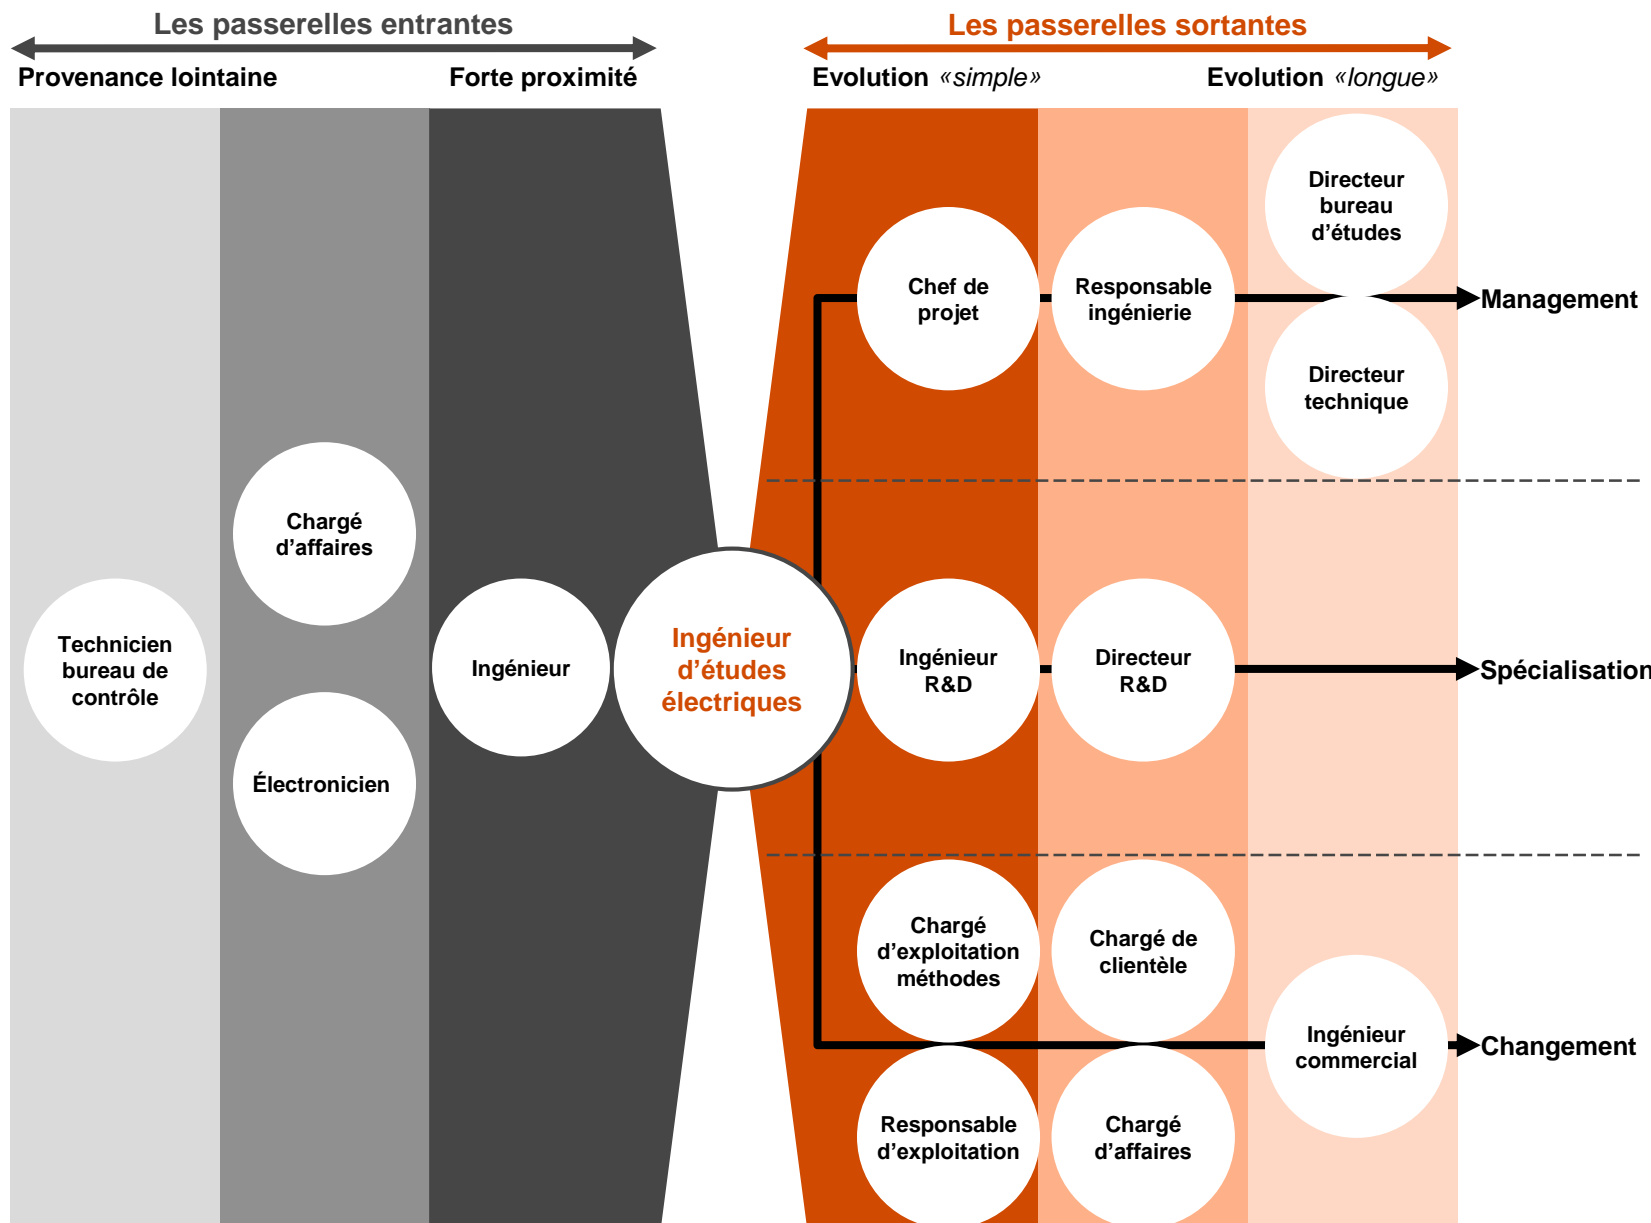 Les passerelles entrantes
Les passerelles sortantes
Provenance lointaine
Forte proximité
Evolution «simple»
Evolution «longue»
Technicien
bureau de
contrôle
Chargé
d’affaires
Électronicien
Ingénieur
Ingénieur
d’études
électriques
Chef de
projet
Responsable
ingénierie
Directeur
bureau
d’études
Directeur
technique
Management
Ingénieur
R&D
Directeur
R&D
Spécialisation
Chargé
d’exploitation
méthodes
Chargé de
clientèle
Responsable
d’exploitation
Chargé
d’affaires
Ingénieur
commercial
Changement